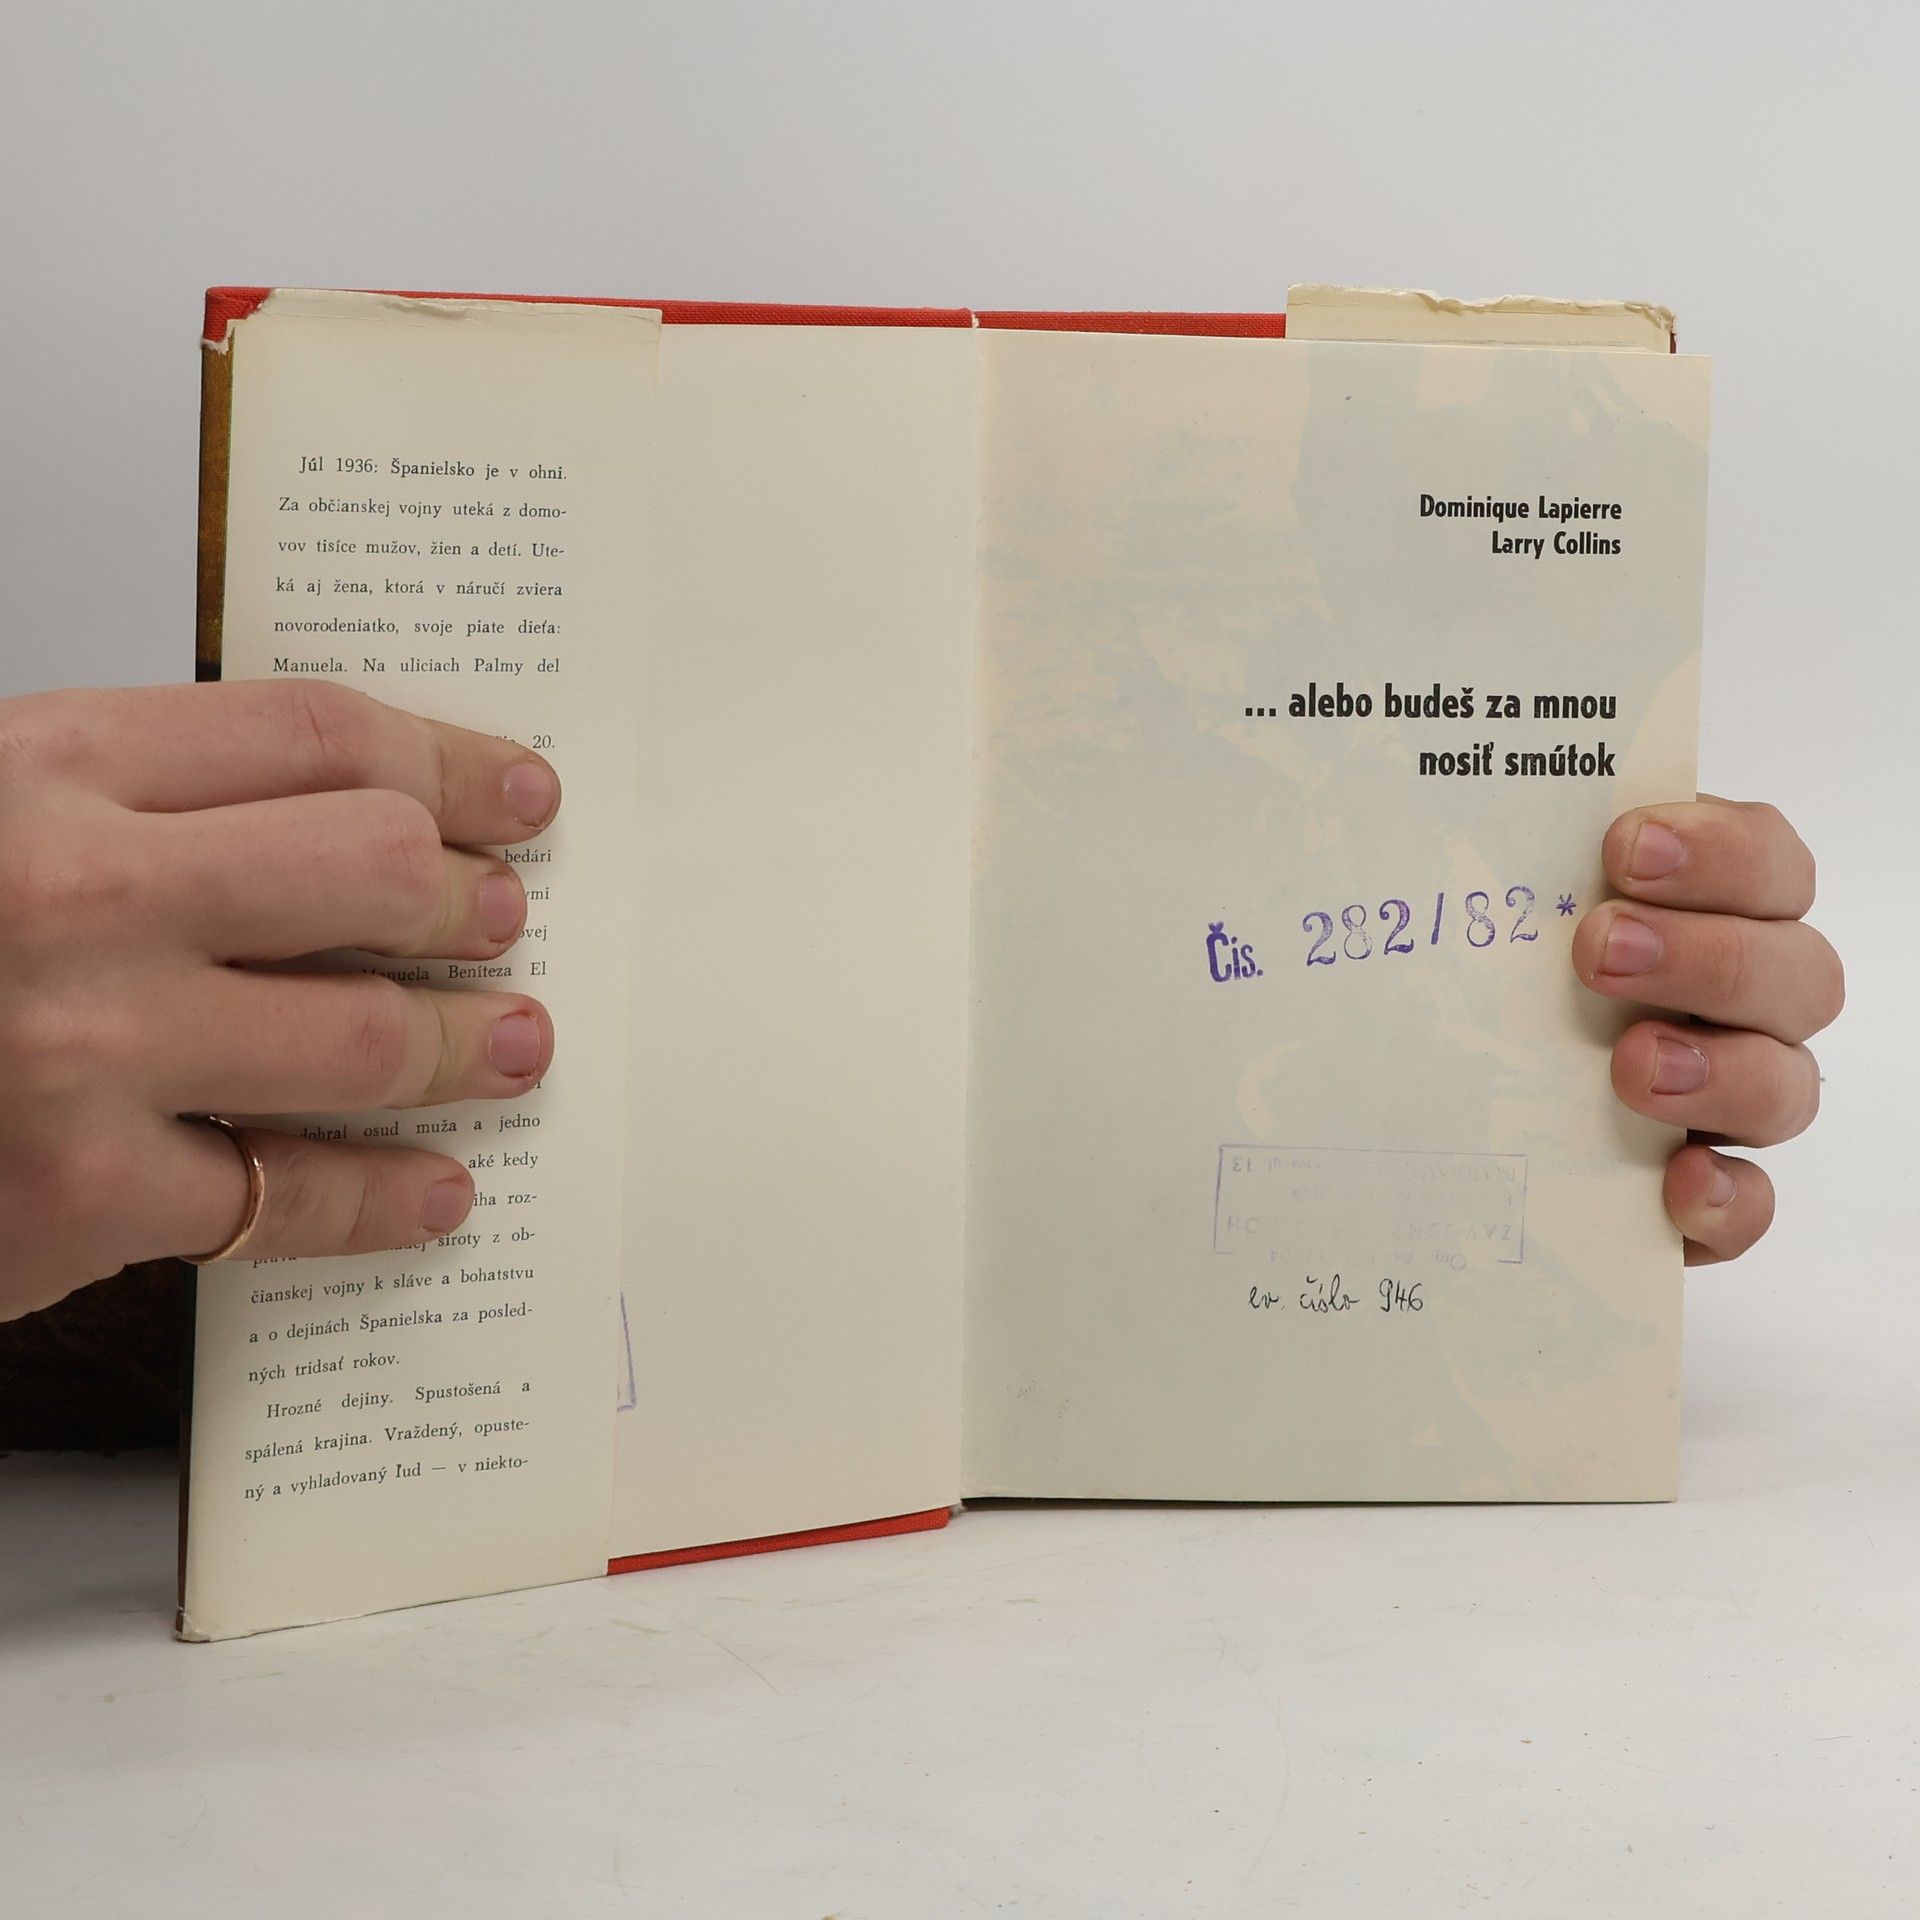 Júl 1936: Španielsko je v ohni.
Za občianskej vojny uteká z domo-
vov tisíce mužov, žien a detí. Ute-
ká aj žena, ktorá v náručí zviera
novorodeniatko, svoje piate dieťa:
Manuela. Na uliciach Palmy del
20.
bedári
Manuela Beníteza El
osud muža a jedno
aké kedy
roz-
siroty z ob-
čianskej vojny k sláve a bohatstvu
a o dejinách Španielska za posled-
ných tridsať rokov.
Hrozné dejiny. Spustošená a
spálená krajina. Vraždený, opuste-
ný a vyhladovaný ľud — v niekto-
Dominique Lapierre
Larry Collins
... alebo budeš za mnou
nosiť smútok
Čis. 282/82*
ev. číslo 946